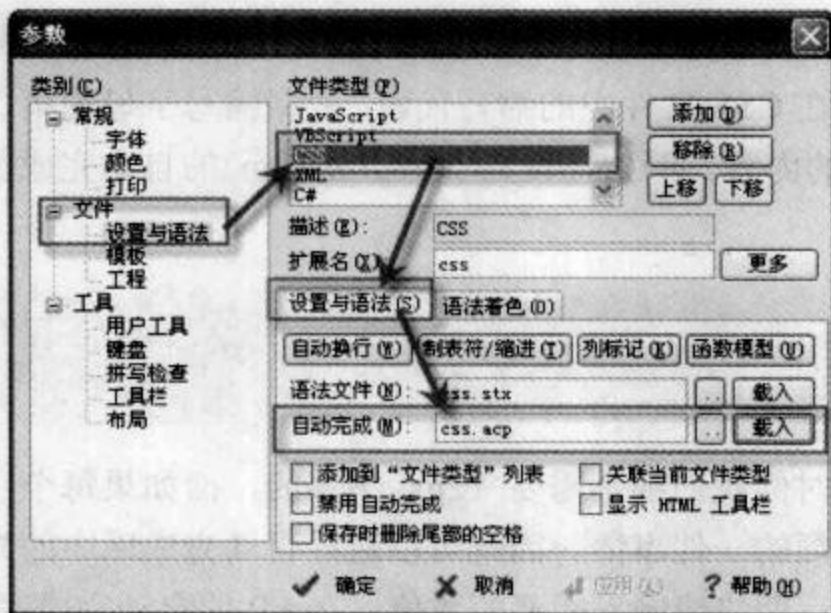 参数
类别(C)
常规
字体
颜色
打印
文件
设置与语法
模板
工程
工具
用户工具
键盘
拼写检查
工具栏
布局
文件类型(F)
JavaScript
VBScript
CSS
XML
C#
添加(D)
移除(R)
上移 下移
描述(E): CSS
扩展名(X) css 更多
设置与语法(S) 语法着色(O)
自动换行(W) 制表符/缩进(T) 列标记(K) 函数模型(U)
语法文件(N): css.stx .. 载入
自动完成(M): css.acp .. 载入
添加到“文件类型”列表 关联当前文件类型
禁用自动完成 显示 HTML 工具栏
保存时删除尾部的空格
确定 取消 应用(A) 帮助(H)